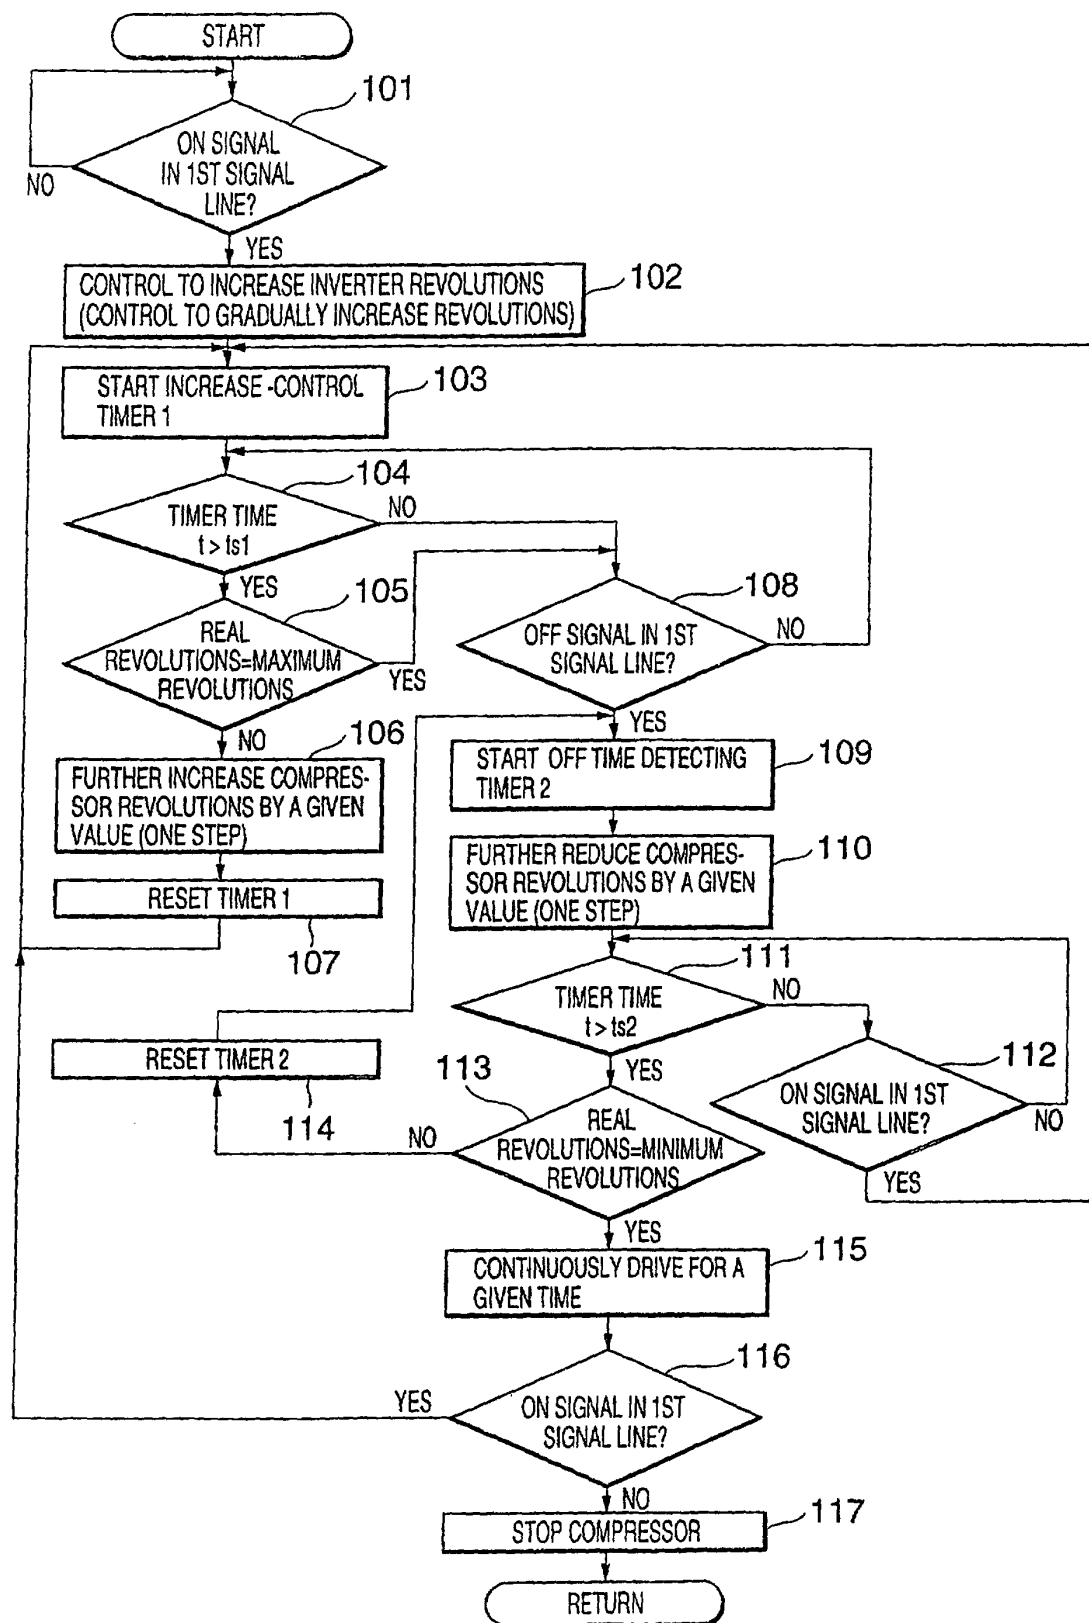 START
101
ON SIGNAL
IN 1ST SIGNAL
LINE?
NO
YES
CONTROL TO INCREASE INVERTER REVOLUTIONS
(CONTROL TO GRADUALLY INCREASE REVOLUTIONS)
102
START INCREASE -CONTROL
TIMER 1
103
104
TIMER TIME
t > ts1
NO
YES
105
REAL
REVOLUTIONS=MAXIMUM
REVOLUTIONS
YES
NO
108
OFF SIGNAL IN 1ST
SIGNAL LINE?
NO
YES
106
FURTHER INCREASE COMPRES-
SOR REVOLUTIONS BY A GIVEN
VALUE (ONE STEP)
RESET TIMER 1
107
START OFF TIME DETECTING
TIMER 2
109
FURTHER REDUCE COMPRES-
SOR REVOLUTIONS BY A GIVEN
VALUE (ONE STEP)
110
111
TIMER TIME
t > ts2
NO
YES
112
ON SIGNAL IN 1ST
SIGNAL LINE?
NO
YES
RESET TIMER 2
114
113
REAL
REVOLUTIONS=MINIMUM
REVOLUTIONS
NO
YES
CONTINUOUSLY DRIVE FOR A
GIVEN TIME
115
116
ON SIGNAL IN 1ST
SIGNAL LINE?
YES
NO
STOP COMPRESSOR
117
RETURN